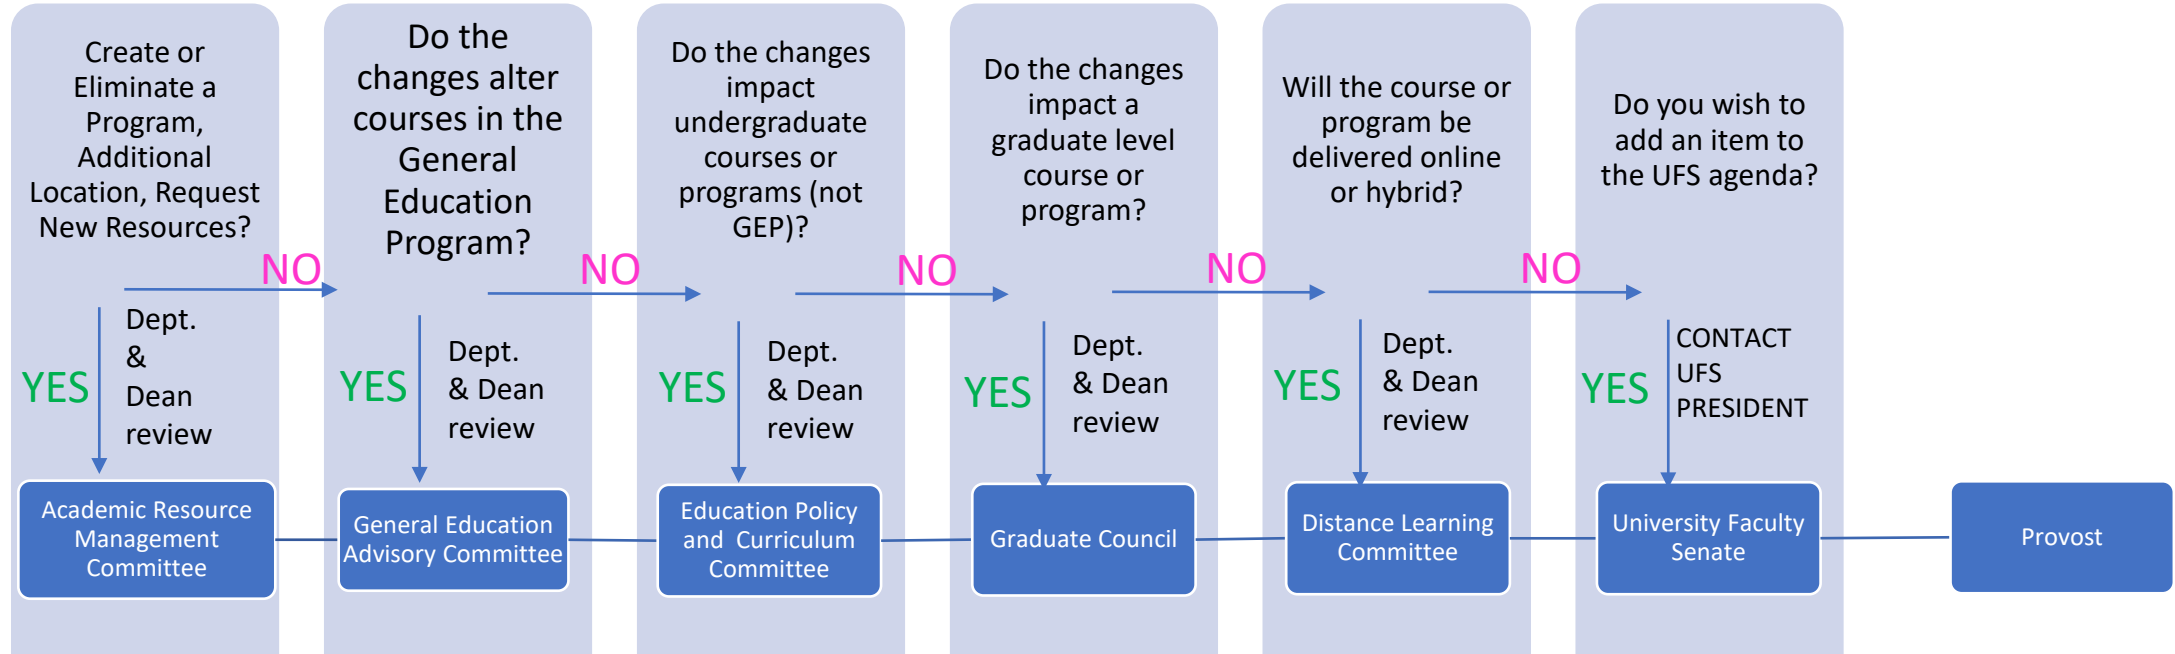 Create or
Eliminate a
Program,
Additional
Location, Request
New Resources?
Do the
changes alter
courses in the
General
Education
Program?
Do the changes
impact
undergraduate
courses or
programs (not
GEP)?
Do the changes
impact a
graduate level
course or
program?
Will the course or
program be
delivered online
or hybrid?
Do you wish to
add an item to
the UFS agenda?
NO
NO
NO
NO
NO
YES
Dept.
&
Dean
review
YES
Dept.
& Dean
review
YES
Dept.
& Dean
review
YES
Dept.
& Dean
review
YES
Dept.
& Dean
review
YES
CONTACT
UFS
PRESIDENT
Academic Resource
Management
Committee
General Education
Advisory Committee
Education Policy
and Curriculum
Committee
Graduate Council
Distance Learning
Committee
University Faculty
Senate
Provost